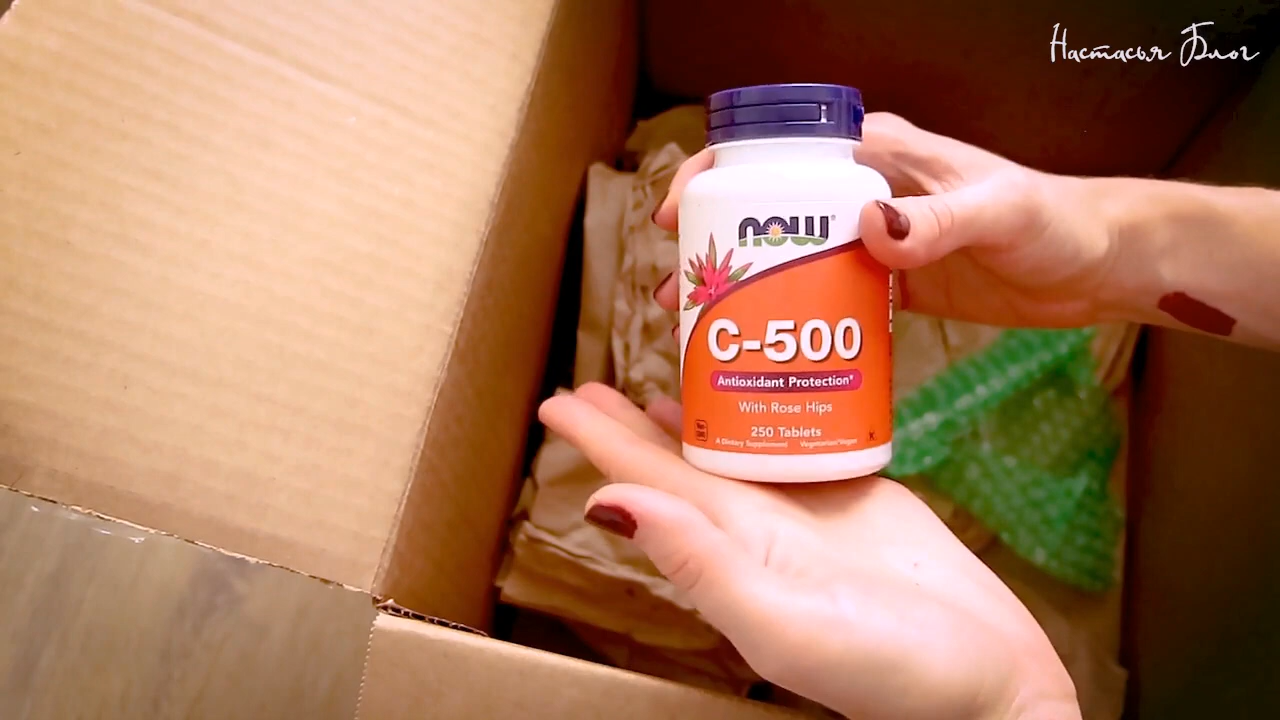 Настасья Блог
NOW®
C-500
Antioxidant Protection*
With Rose Hips
250 Tablets
A Dietary Supplement Vegetarian/Vegan
K